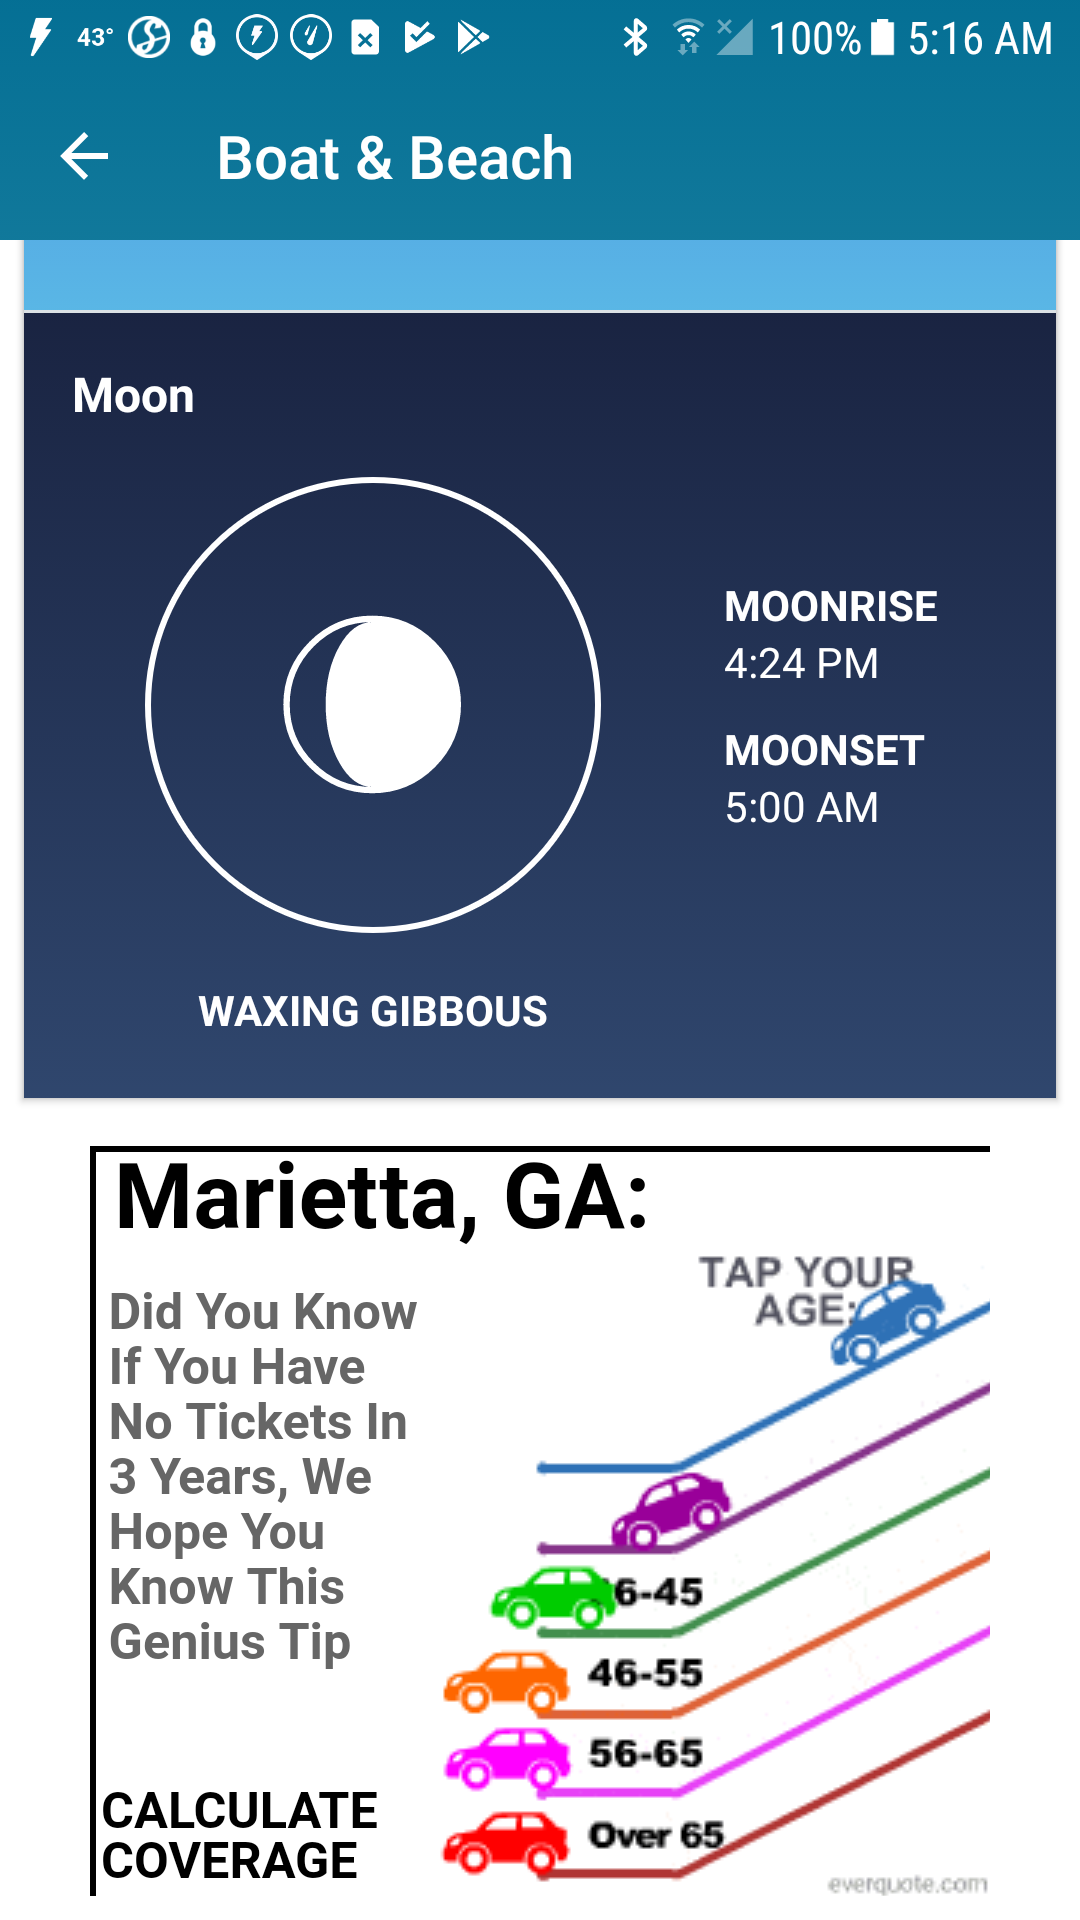 43°
100%
5:16 AM
Boat & Beach
Moon
MOONRISE
4:24 PM
MOONSET
5:00 AM
WAXING GIBBOUS
Marietta, GA:
TAP YOUR
AGE:
Did You Know
If You Have
No Tickets In
3 Years, We
Hope You
Know This
Genius Tip
6-45
46-55
56-65
Over 65
CALCULATE
COVERAGE
everquote.com